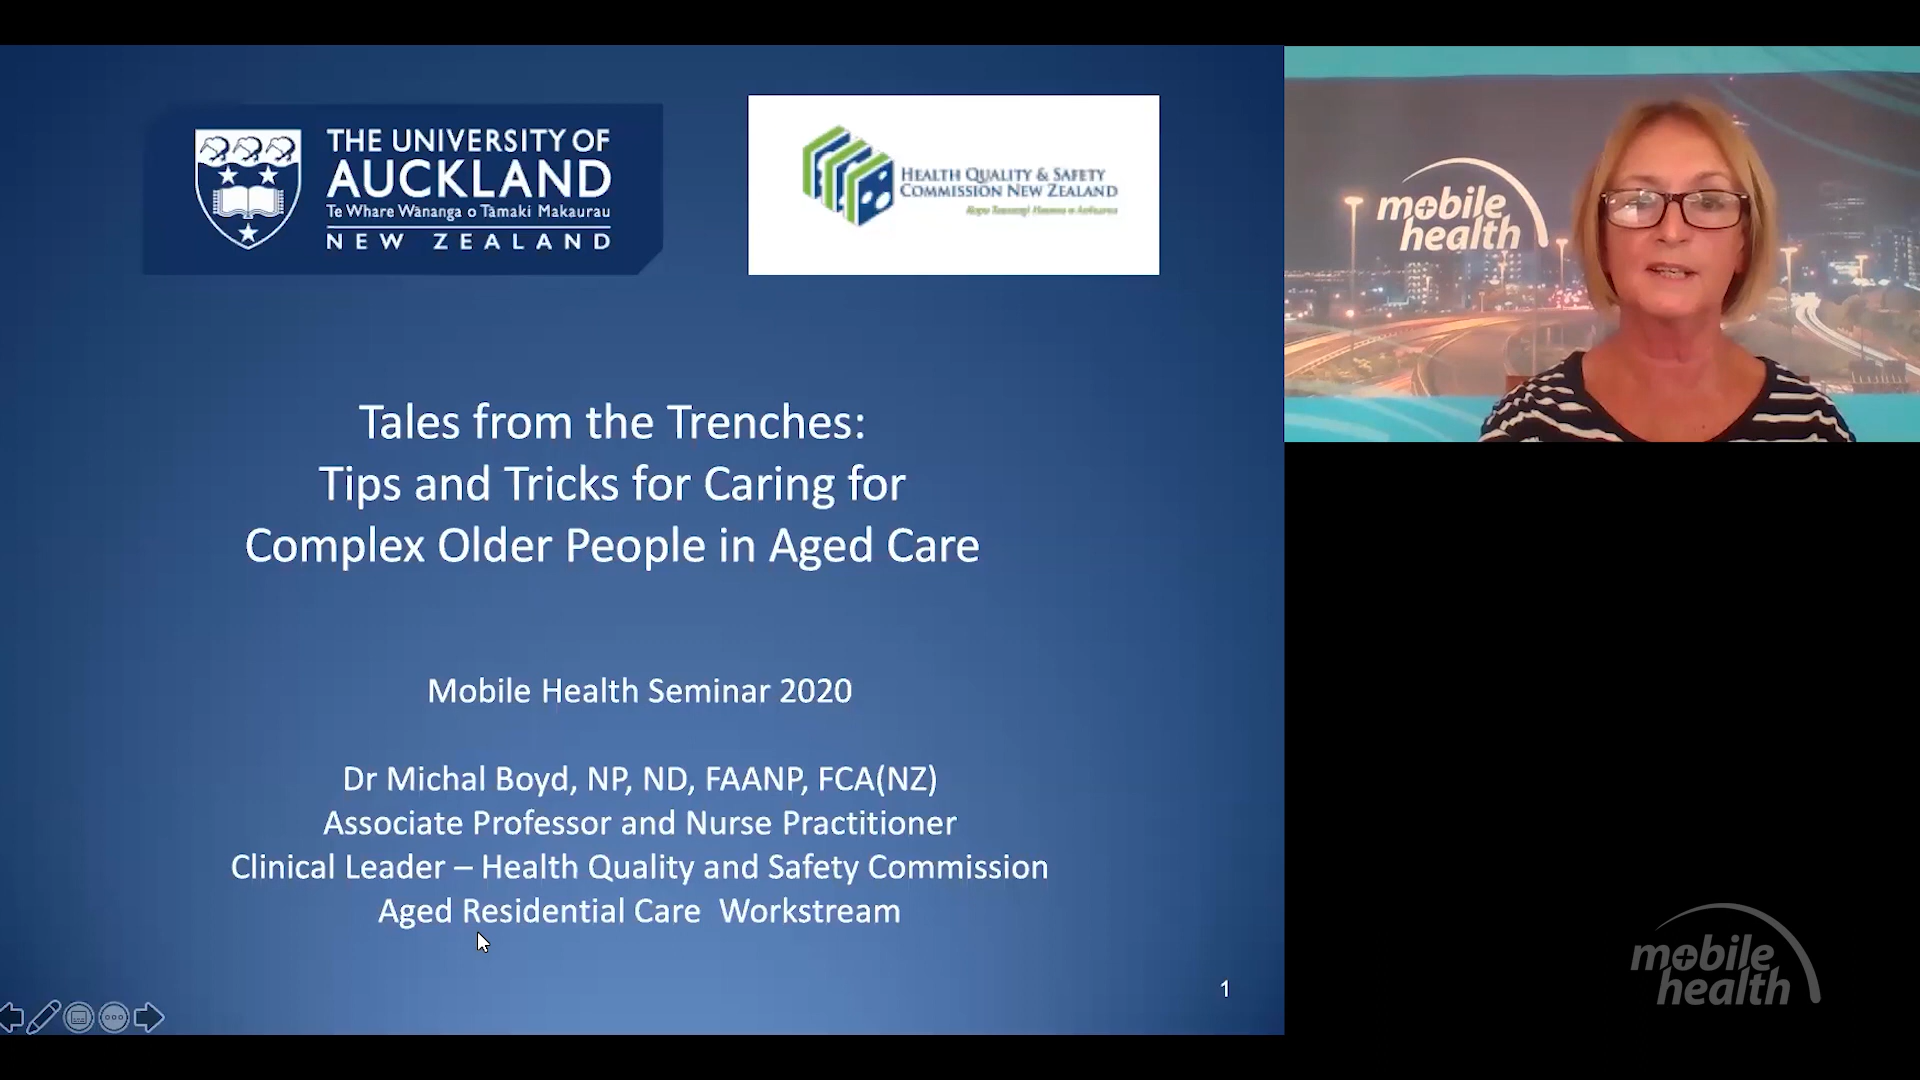 THE UNIVERSITY OF
AUCKLAND
Te Whare Wananga o Tamaki Makaurau
NEW ZEALAND
HEALTH QUALITY & SAFETY
COMMISSION NEW ZEALAND
mobile
health
Tales from the Trenches:
Tips and Tricks for Caring for
Complex Older People in Aged Care
Mobile Health Seminar 2020
Dr Michal Boyd, NP, ND, FAANP, FCA(NZ)
Associate Professor and Nurse Practitioner
Clinical Leader – Health Quality and Safety Commission
Aged Residential Care  Workstream
1
mobile
health